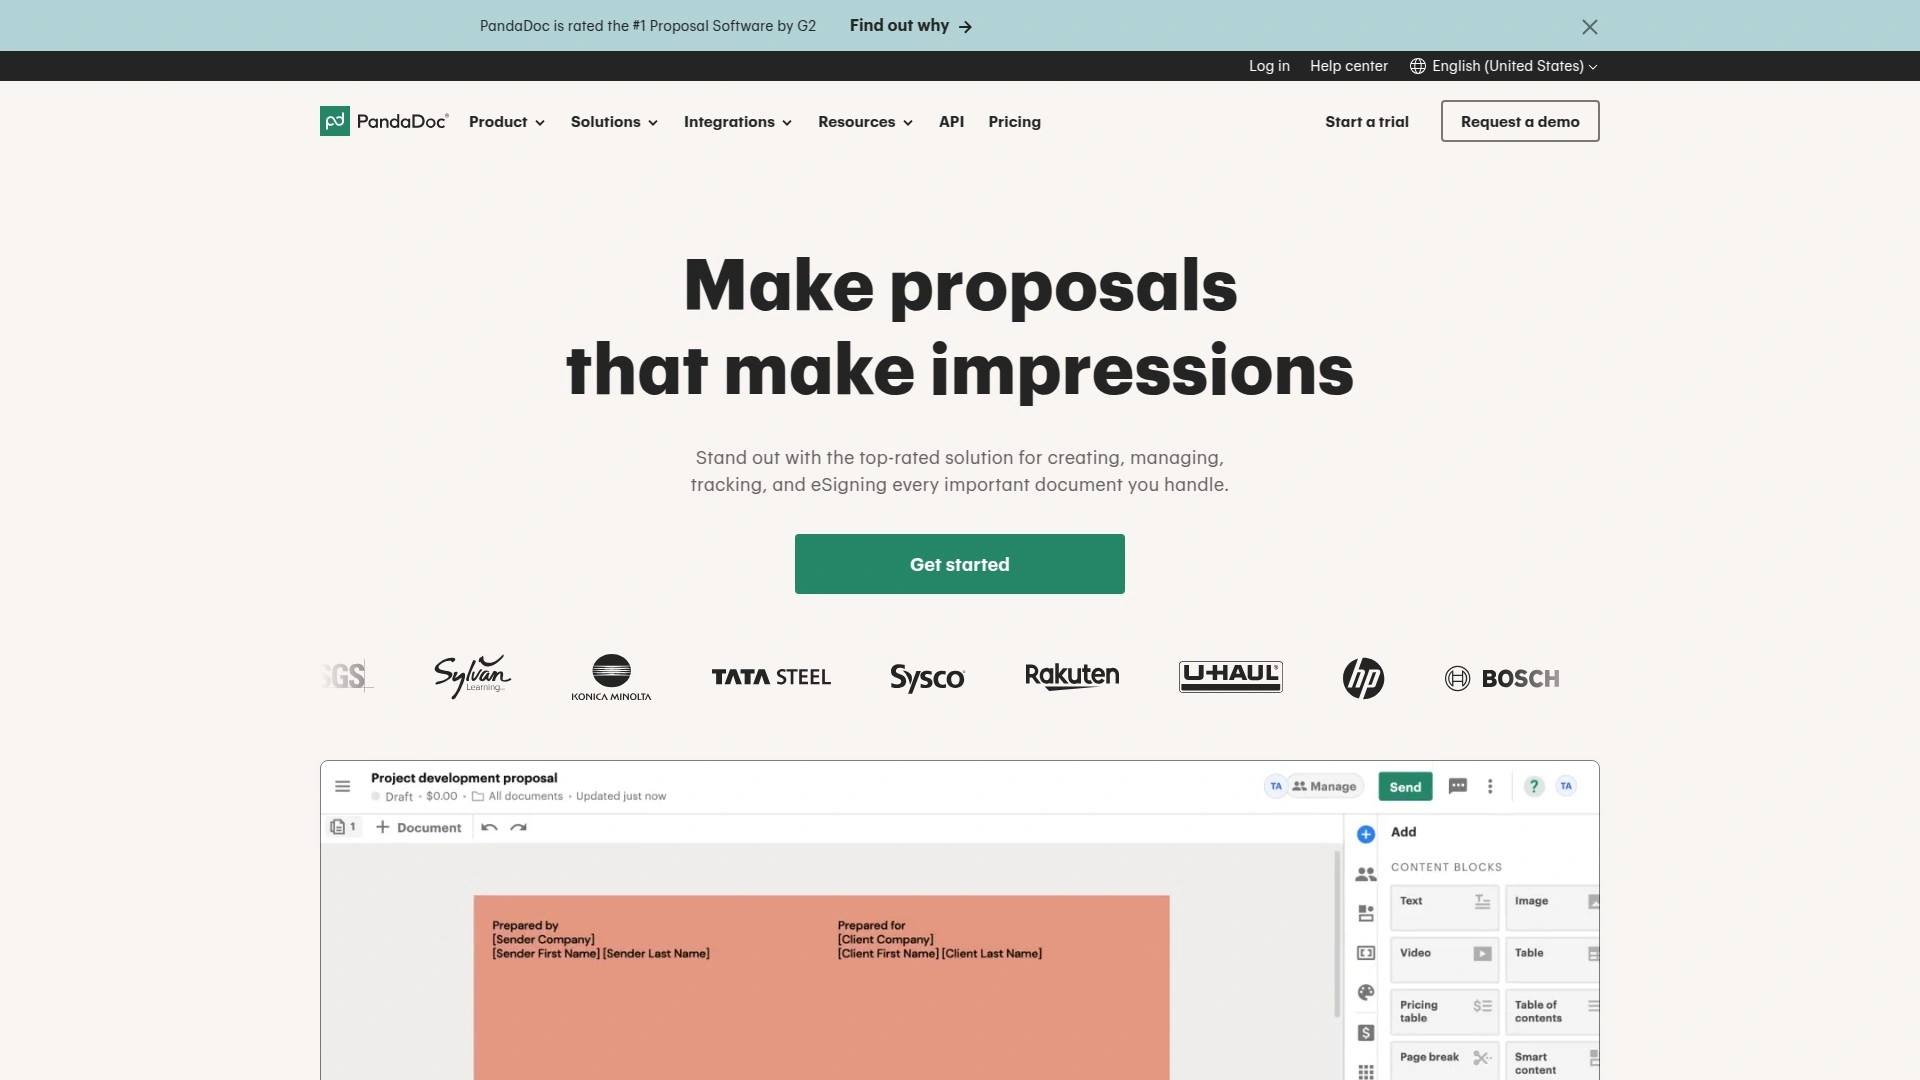 PandaDoc is rated the #1 Proposal Software by G2 Find out why
Log in Help center English (United States)
PandaDoc Product Solutions Integrations Resources API Pricing Start a trial Request a demo
Make proposals
that make impressions
Stand out with the top-rated solution for creating, managing,
tracking, and eSigning every important document you handle.
Get started
SGS Sylvan Learning KONICA MINOLTA TATA STEEL Sysco Rakuten U-HAUL hp BOSCH
Project development proposal
Draft • $0.00 • All documents • Updated just now
TA Manage Send ? TA
1 + Document
Add
CONTENT BLOCKS
Text Image
Video Table
Pricing table Table of contents
Page break Smart content
Prepared by
[Sender Company]
[Sender First Name] [Sender Last Name]
Prepared for
[Client Company]
[Client First Name] [Client Last Name]